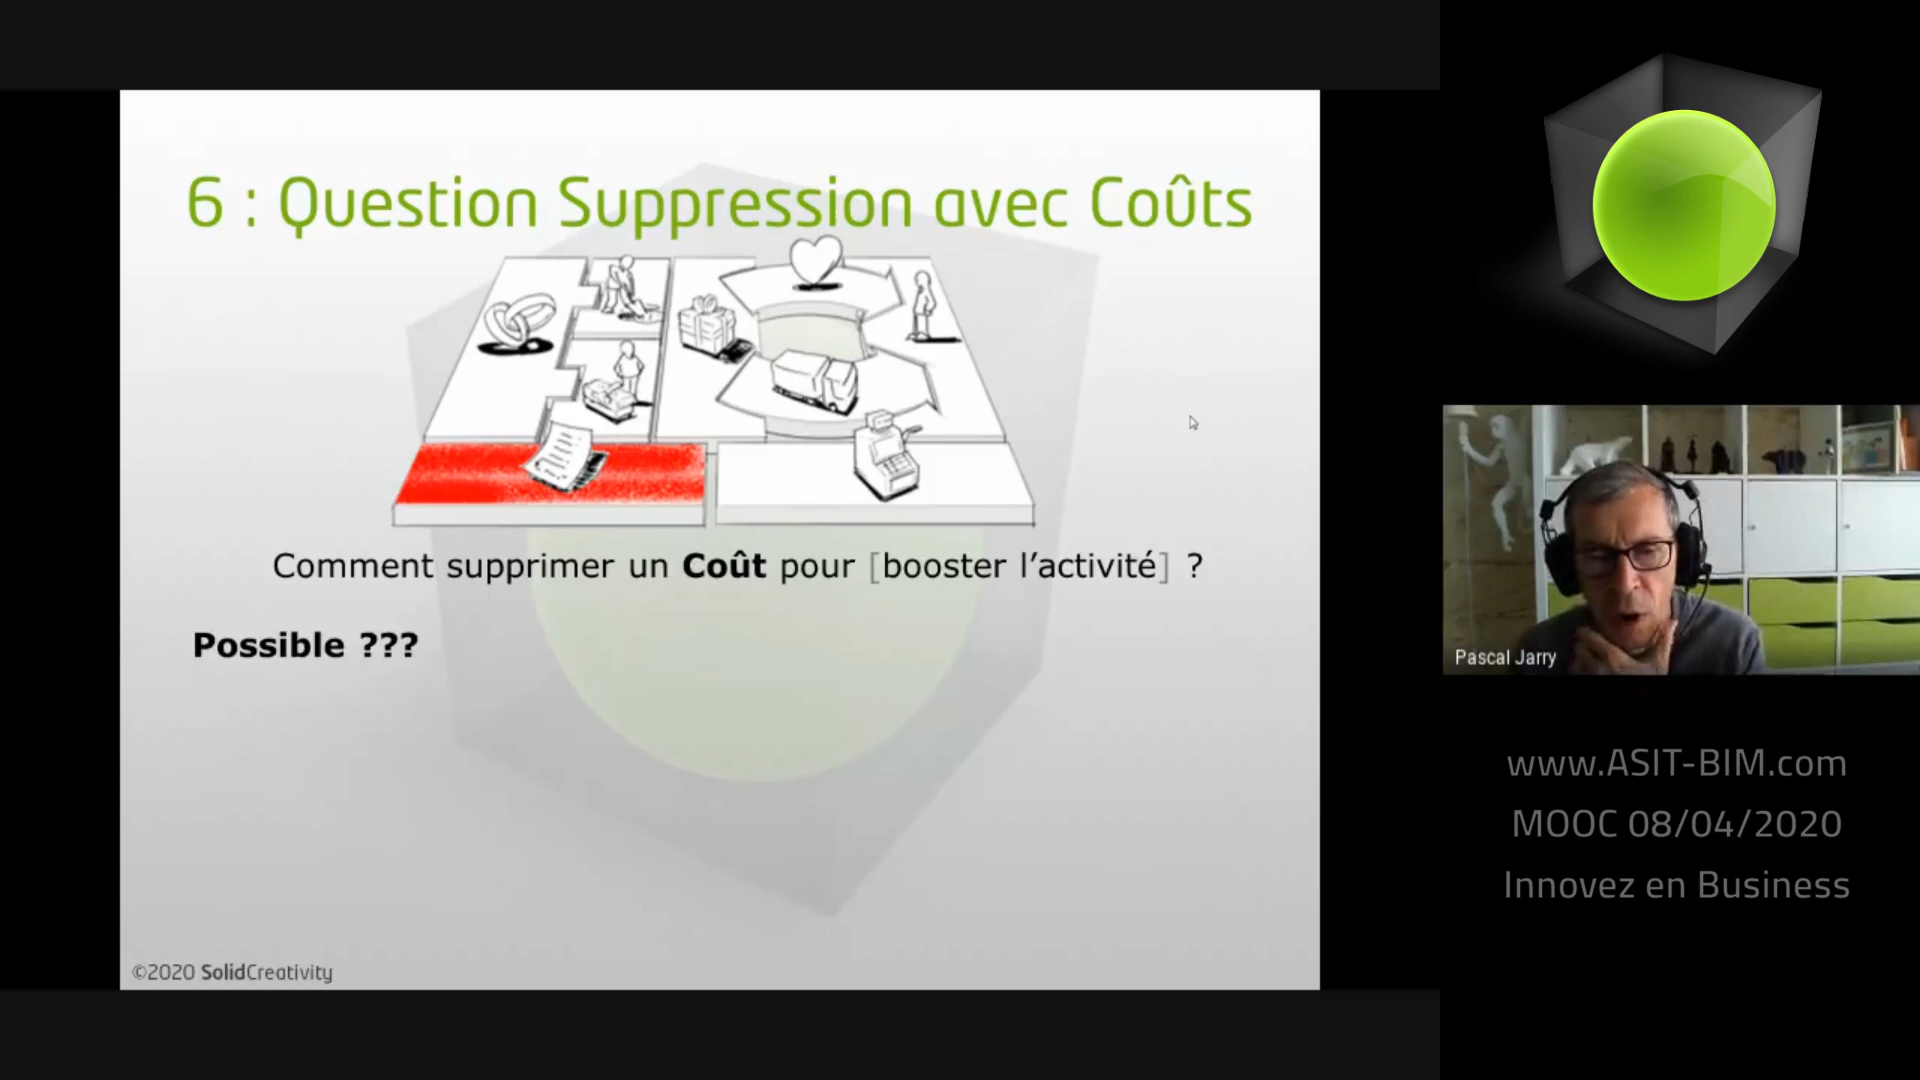 6 : Question Suppression avec Coûts
Comment supprimer un Coût pour [booster l'activité] ?
Possible ???
©2020 SolidCreativity
Pascal Jarry
www.ASIT-BIM.com
MOOC 08/04/2020
Innovez en Business